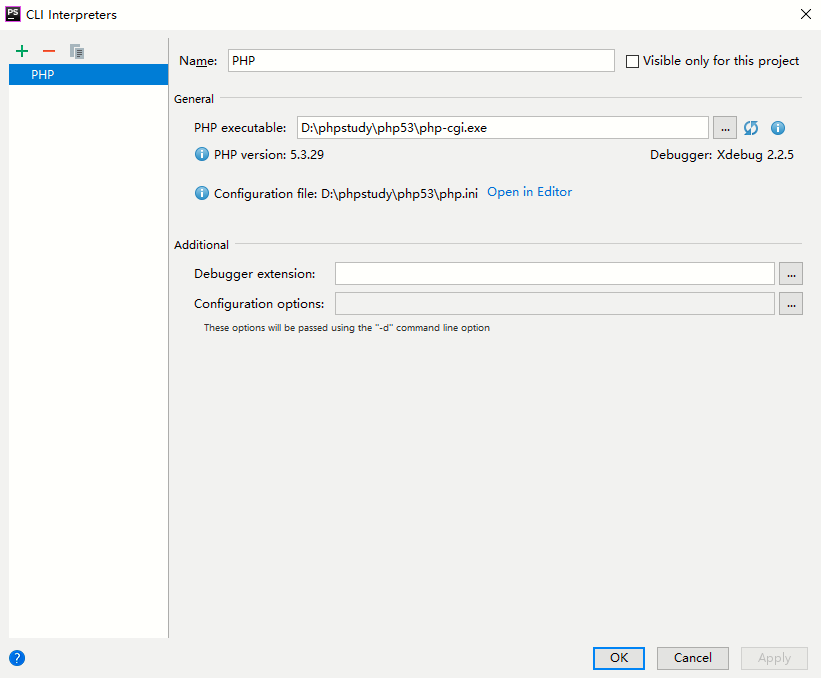 PS CLI Interpreters
PHP
Name: PHP Visible only for this project
General
PHP executable: D:\phpstudy\php53\php-cgi.exe ...
PHP version: 5.3.29 Debugger: Xdebug 2.2.5
Configuration file: D:\phpstudy\php53\php.ini Open in Editor
Additional
Debugger extension: ...
Configuration options: ...
These options will be passed using the "-d" command line option
? OK Cancel Apply